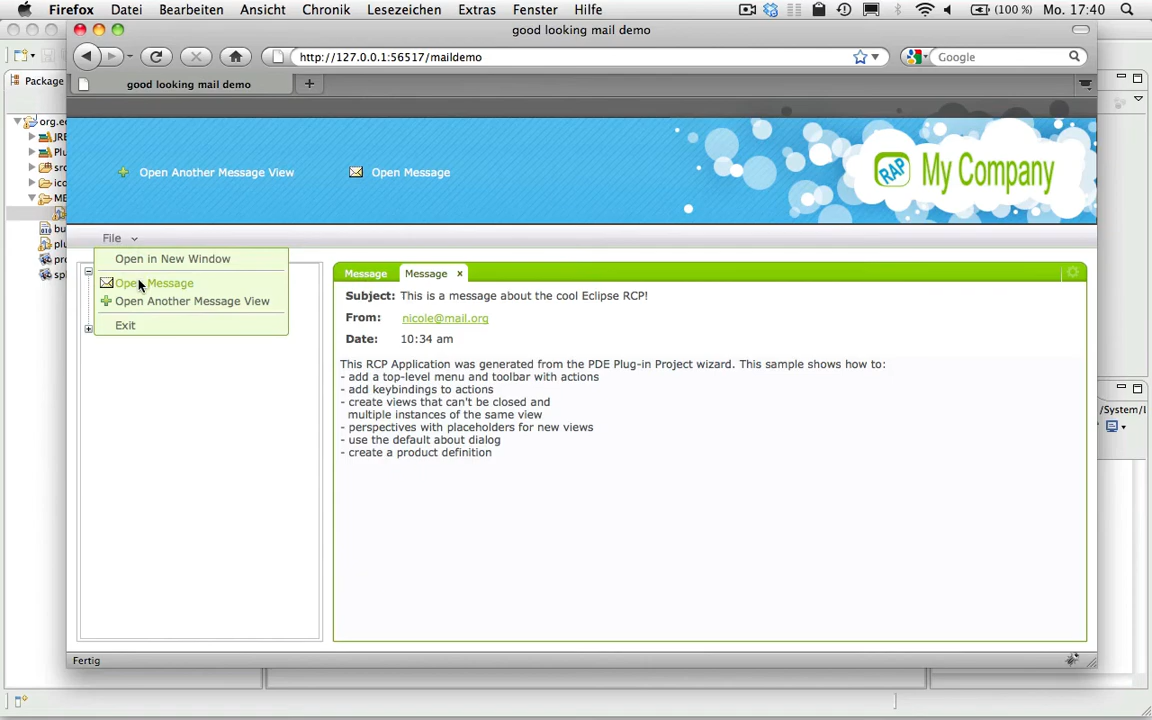 Firefox Datei Bearbeiten Ansicht Chronik Lesezeichen Extras Fenster Hilfe (100 %) Mo. 17:40
good looking mail demo
http://127.0.0.1:56517/maildemo
Google
good looking mail demo
Package
Open Another Message View
Open Message
RAP My Company
File
Open in New Window
Open Message
Open Another Message View
Exit
Message
Message
Subject: This is a message about the cool Eclipse RCP!
From: nicole@mail.org
Date: 10:34 am
This RCP Application was generated from the PDE Plug-in Project wizard. This sample shows how to:
- add a top-level menu and toolbar with actions
- add keybindings to actions
- create views that can't be closed and
multiple instances of the same view
- perspectives with placeholders for new views
- use the default about dialog
- create a product definition
Fertig